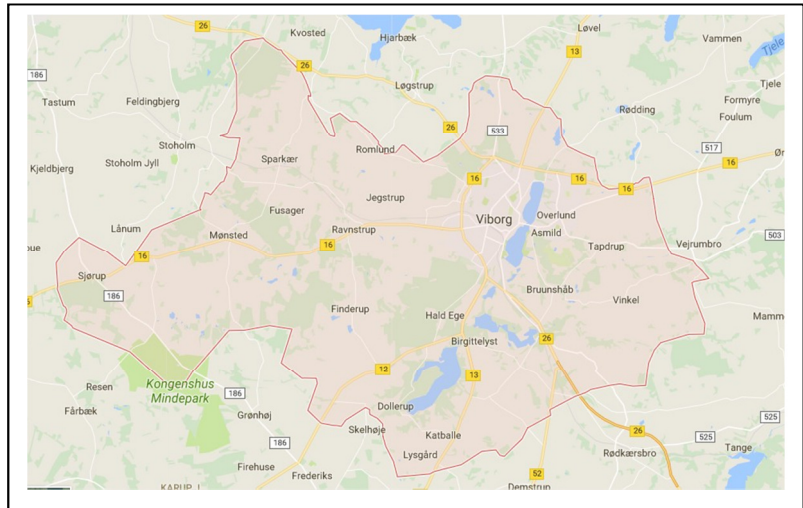 26
Kvosted
Hjarbæk
Løvel
13
Vammen
Tjele
186
26
Tastum
Feldingbjerg
Løgstrup
Tjele
Rødding
Formyre
Foulum
26
533
Stoholm
Romlund
517
Kjeldbjerg
Stoholm Jyll
Sparkær
16
16
16
16
Jegstrup
Fusager
Viborg
Overlund
Lånum
Mønsted
Ravnstrup
Asmild
503
16
Tapdrup
Vejrumbro
16
Sjørup
186
Bruunshåb
Vinkel
Finderup
Hald Ege
Birgittelyst
26
13
13
Resen
Kongenshus
Mindepark
186
Fårbæk
Grønhøj
Dollerup
525
Skelhøje
Katballe
26
525
186
Lysgård
Tange
Rødkærsbro
Firehuse
Frederiks
52
Demstrup
KARUP J